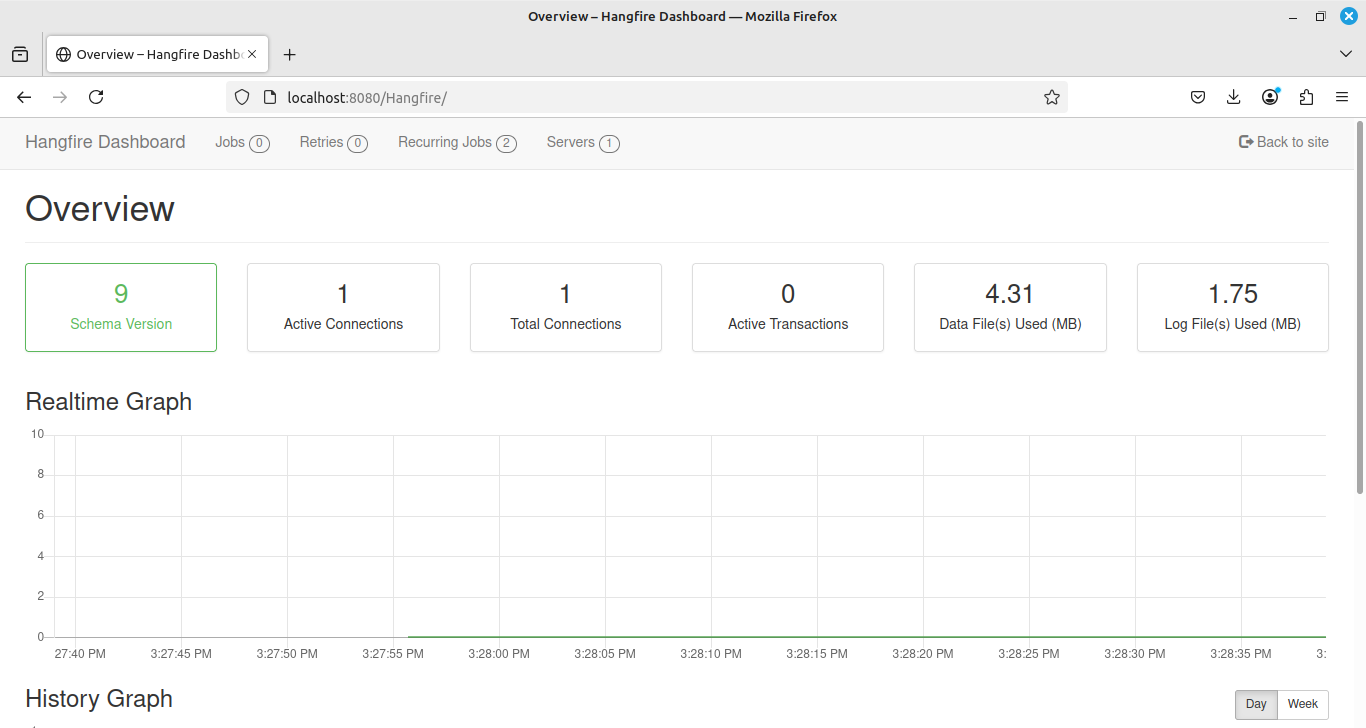 Overview – Hangfire Dashboard — Mozilla Firefox
Overview – Hangfire Dashb
localhost:8080/Hangfire/
Hangfire Dashboard Jobs 0 Retries 0 Recurring Jobs 2 Servers 1 Back to site
Overview
9 1 1 0 4.31 1.75
Schema Version Active Connections Total Connections Active Transactions Data File(s) Used (MB) Log File(s) Used (MB)
Realtime Graph
10
8
6
4
2
0
27:40 PM 3:27:45 PM 3:27:50 PM 3:27:55 PM 3:28:00 PM 3:28:05 PM 3:28:10 PM 3:28:15 PM 3:28:20 PM 3:28:25 PM 3:28:30 PM 3:28:35 PM 3:
History Graph Day Week